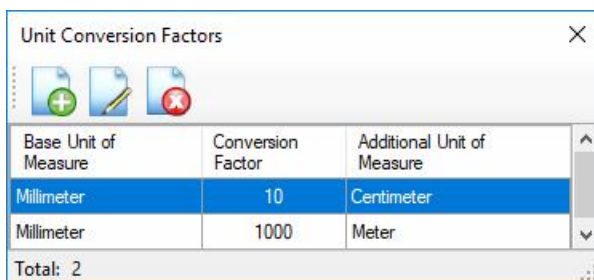 Unit Conversion Factors
Base Unit of Measure Conversion Factor Additional Unit of Measure
Millimeter 10 Centimeter
Millimeter 1000 Meter
Total: 2